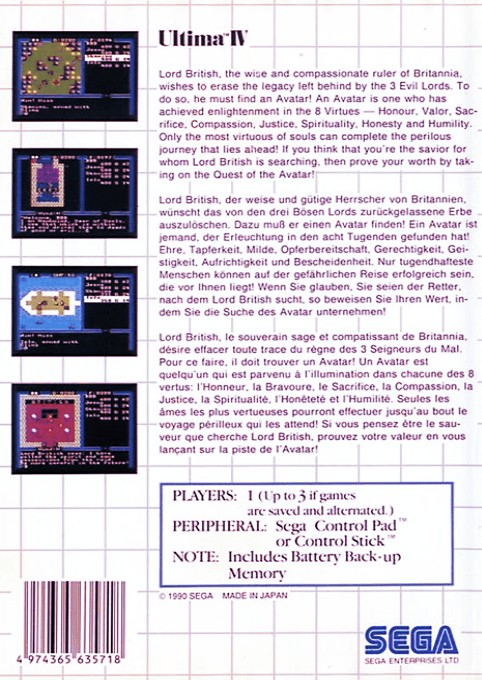 Ultima™ IV
Lord British, the wise and compassionate ruler of Britannia,
wishes to erase the legacy left behind by the 3 Evil Lords. To
do so, he must find an Avatar! An Avatar is one who has
achieved enlightenment in the 8 Virtues — Honour, Valor, Sac-
rifice, Compassion, Justice, Spirituality, Honesty and Humility.
Only the most virtuous of souls can complete the perilous
journey that lies ahead! If you think that you're the savior for
whom Lord British is searching, then prove your worth by tak-
ing on the Quest of the Avatar!
Lord British, der weise und gütige Herrscher von Britannien,
wünscht das von den drei Bösen Lords zurückgelassene Erbe
auszulöschen. Dazu muß er einen Avatar finden! Ein Avatar ist
jemand, der Erleuchtung in den acht Tugenden gefunden hat!
Ehre, Tapferkeit, Milde, Opferbereitschaft, Gerechtigkeit, Gei-
stigkeit, Aufrichtigkeit und Bescheidenheit. Nur tugendhafteste
Menschen können auf der gefährlichen Reise erfolgreich sein,
die vor Ihnen liegt! Wenn Sie glauben, Sie seien der Retter,
nach dem Lord British sucht, so beweisen Sie Ihren Wert, in-
dem Sie die Suche des Avatar unternehmen!
Lord British, le souverain sage et compatissant de Britannia,
désire effacer toute trace du règne des 3 Seigneurs du Mal.
Pour ce faire, il doit trouver un Avatar! Un Avatar est
quelqu'un qui est parvenu à l'illumination dans chacune des 8
vertus: l'Honneur, la Bravoure, le Sacrifice, la Compassion, la
Justice, la Spiritualité, l'Honêteté et l'Humilité. Seules les
âmes les plus vertueuses pourront effectuer jusqu'au bout le
voyage périlleux qui les attend! Si vous pensez être le sau-
veur que cherche Lord British, prouvez votre valeur en vous
lançant sur la piste de l'Avatar!
PLAYERS: 1 (Up to 3 if games
are saved and alternated.)
PERIPHERAL: Sega Control Pad™
or Control Stick™
NOTE: Includes Battery Back-up
Memory
© 1990 SEGA MADE IN JAPAN
4 974365 635718
SEGA
SEGA ENTERPRISES LTD